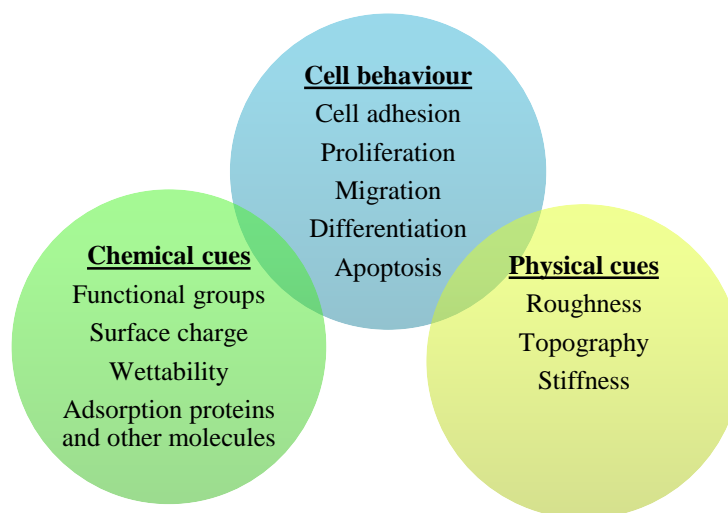 Cell behaviour
Cell adhesion
Proliferation
Migration
Differentiation
Apoptosis
Chemical cues
Functional groups
Surface charge
Wettability
Adsorption proteins
and other molecules
Physical cues
Roughness
Topography
Stiffness